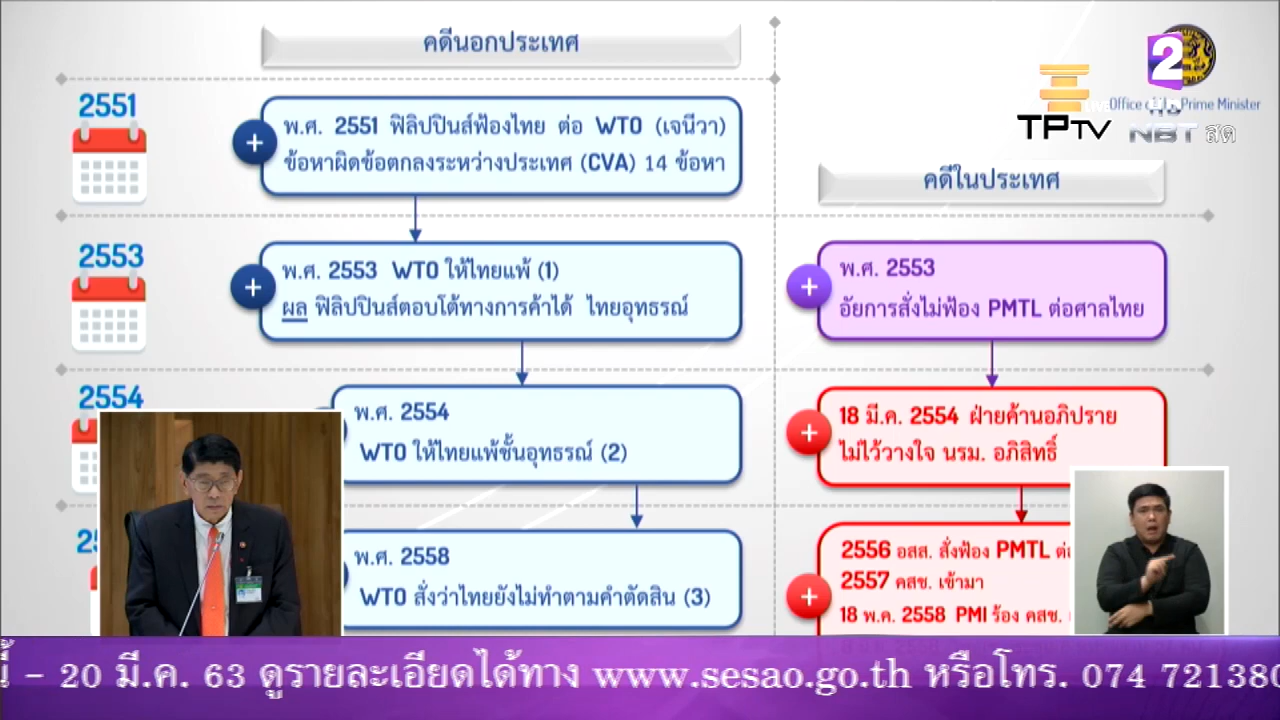 คดีนอกประเทศ
2551
พ.ศ. 2551 ฟิลิปปินส์ฟ้องไทย ต่อ WTO (เจนีวา)
ข้อหาผิดข้อตกลงระหว่างประเทศ (CVA) 14 ข้อหา
2
Office of the Prime Minister
TPTV
NBT สด
คดีในประเทศ
2553
พ.ศ. 2553 WTO ให้ไทยแพ้ (1)
ผล ฟิลิปปินส์ตอบโต้ทางการค้าได้ ไทยอุทธรณ์
พ.ศ. 2553
อัยการสั่งไม่ฟ้อง PMTL ต่อศาลไทย
2554
พ.ศ. 2554
WTO ให้ไทยแพ้ชั้นอุทธรณ์ (2)
18 มี.ค. 2554 ฝ่ายค้านอภิปราย
ไม่ไว้วางใจ นรม. อภิสิทธิ์
พ.ศ. 2558
WTO สั่งว่าไทยยังไม่ทำตามคำตัดสิน (3)
2556 อสส. สั่งฟ้อง PMTL
2557 คสช. เข้ามา
18 พ.ค. 2558 PMI ร้อง คสช.
– 20 มี.ค. 63 ดูรายละเอียดได้ทาง www.sesao.go.th หรือโทร. 074 721380